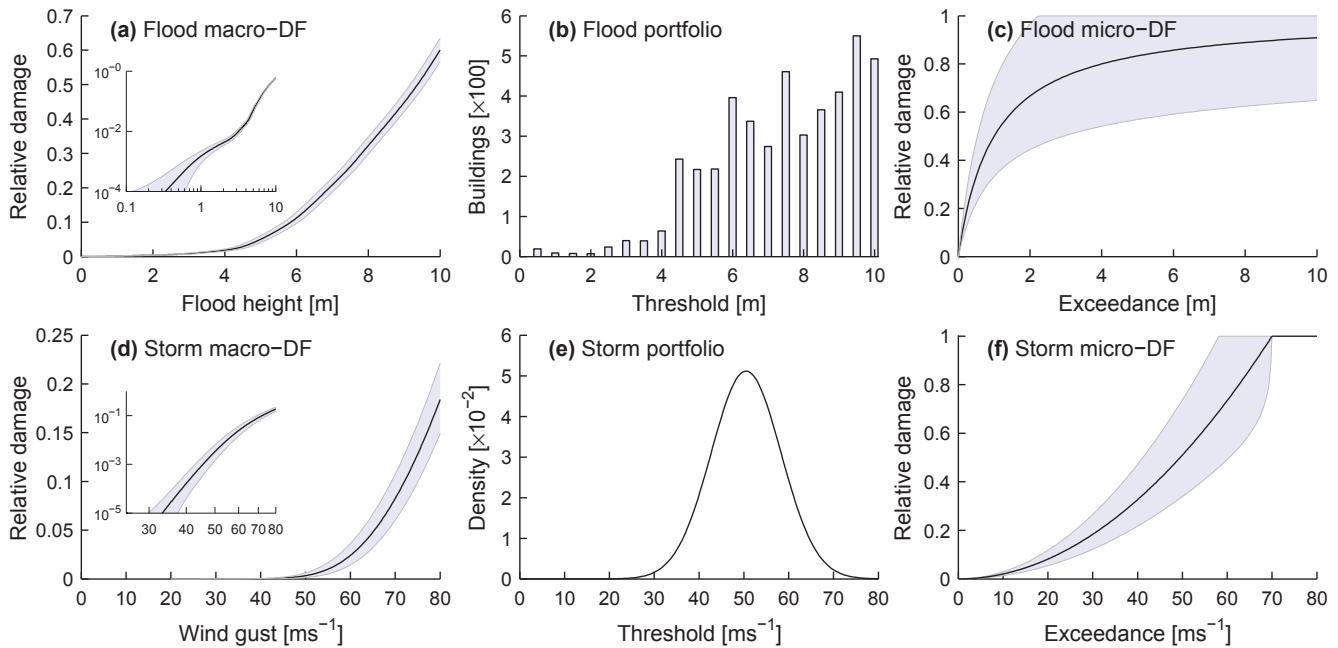 (a) Flood macro−DF
Relative damage
0.7
0.6
0.5
0.4
0.3
0.2
0.1
0
10−0
10−2
10−4
0.1 1 10
0 2 4 6 8 10
Flood height [m]
(b) Flood portfolio
Buildings [×100]
6
5
4
3
2
1
0
0 2 4 6 8 10
Threshold [m]
(c) Flood micro−DF
Relative damage
1
0.8
0.6
0.4
0.2
0
0 2 4 6 8 10
Exceedance [m]
(d) Storm macro−DF
Relative damage
0.25
0.2
0.15
0.1
0.05
0
10−1
10−3
10−5
30 40 50 60 70 80
0 10 20 30 40 50 60 70 80
Wind gust [ms−1]
(e) Storm portfolio
Density [×10−2]
6
5
4
3
2
1
0
0 10 20 30 40 50 60 70 80
Threshold [ms−1]
(f) Storm micro−DF
Relative damage
1
0.8
0.6
0.4
0.2
0
0 10 20 30 40 50 60 70 80
Exceedance [ms−1]